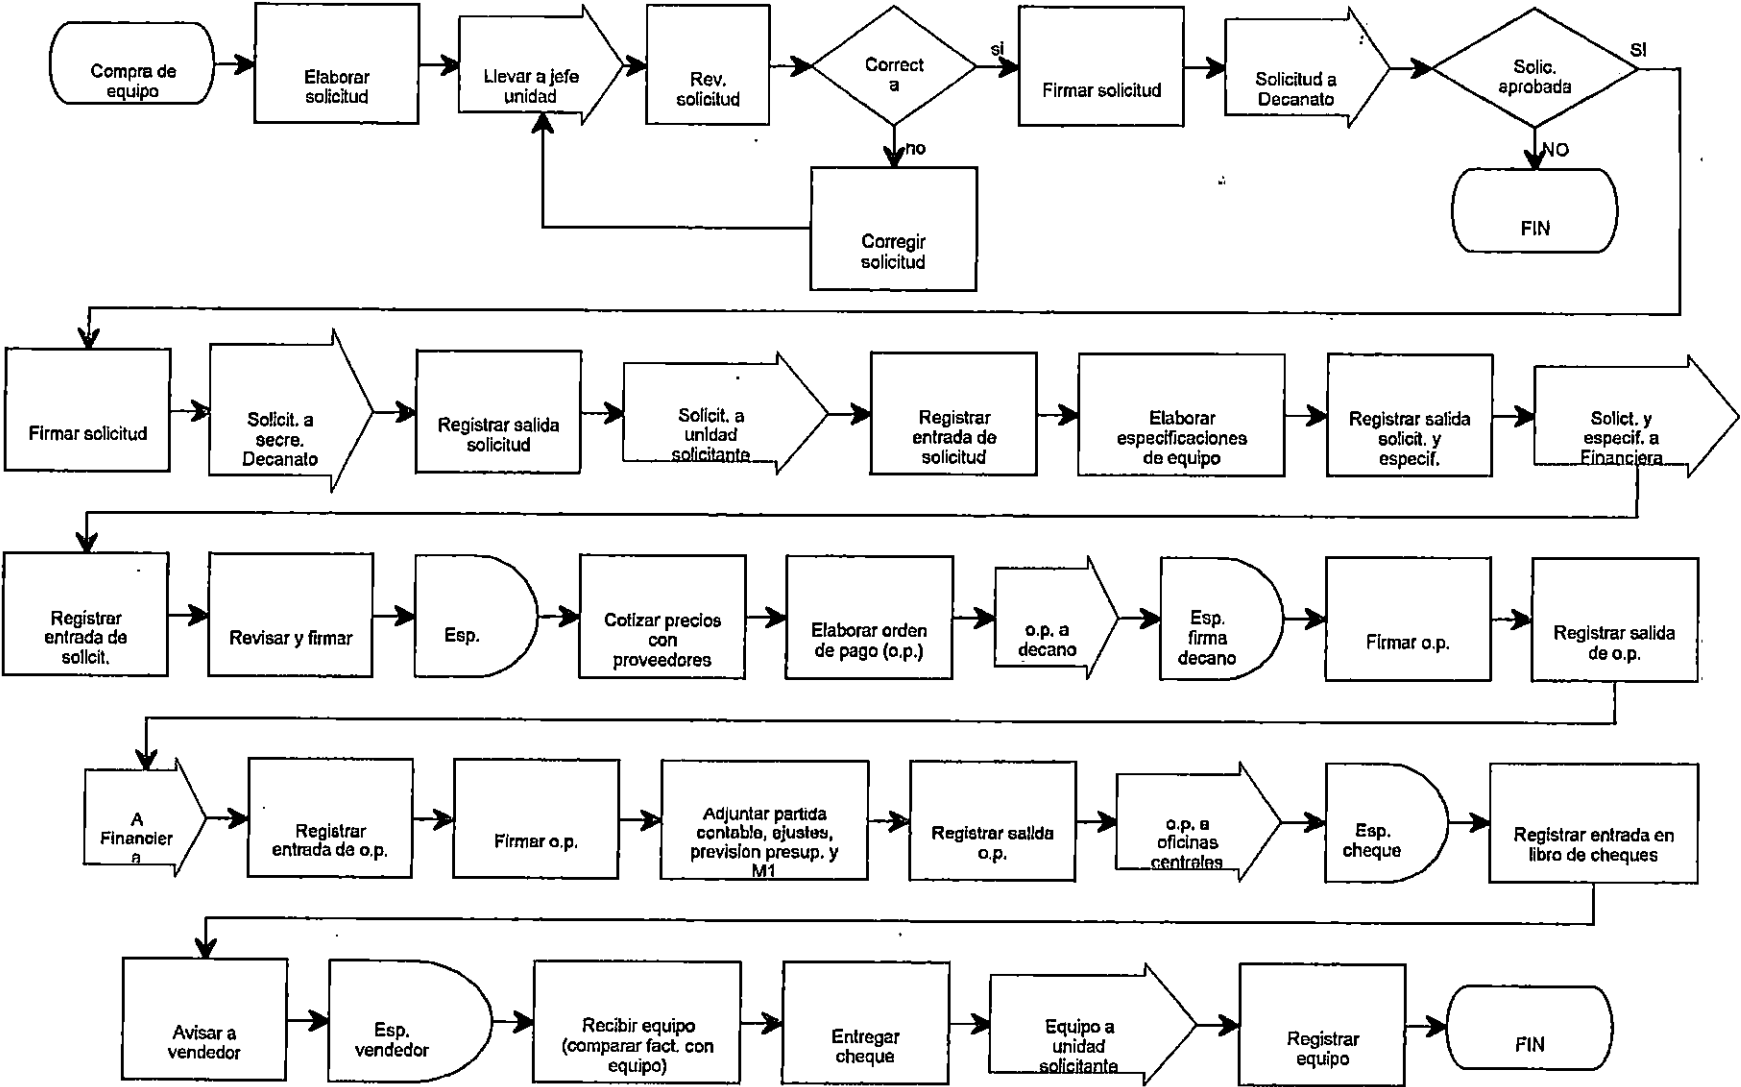 Compra de
equipo
Elaborar
solicitud
Llevar a jefe
unidad
Rev.
solicitud
Correct
a
si
no
Corregir
solicitud
Firmar solicitud
Solicitud a
Decanato
Solic.
aprobada
SI
NO
FIN
Firmar solicitud
Solicit. a
secre.
Decanato
Registrar salida
solicitud
Solicit. a
unidad
solicitante
Registrar
entrada de
solicitud
Elaborar
especificaciones
de equipo
Registrar salida
solicit. y
especif.
Solict. y
especif. a
Financiera
Registrar
entrada de
solicit.
Revisar y firmar
Esp.
Cotizar precios
con
proveedores
Elaborar orden
de pago (o.p.)
o.p. a
decano
Esp.
firma
decano
Firmar o.p.
Registrar salida
de o.p.
A
Financier
a
Registrar
entrada de o.p.
Firmar o.p.
Adjuntar partida
contable, ajustes,
prevision presup. y
M1
Registrar salida
o.p.
o.p. a
oficinas
centrales
Esp.
cheque
Registrar entrada en
libro de cheques
Avisar a
vendedor
Esp.
vendedor
Recibir equipo
(comparar fact. con
equipo)
Entregar
cheque
Equipo a
unidad
solicitante
Registrar
equipo
FIN